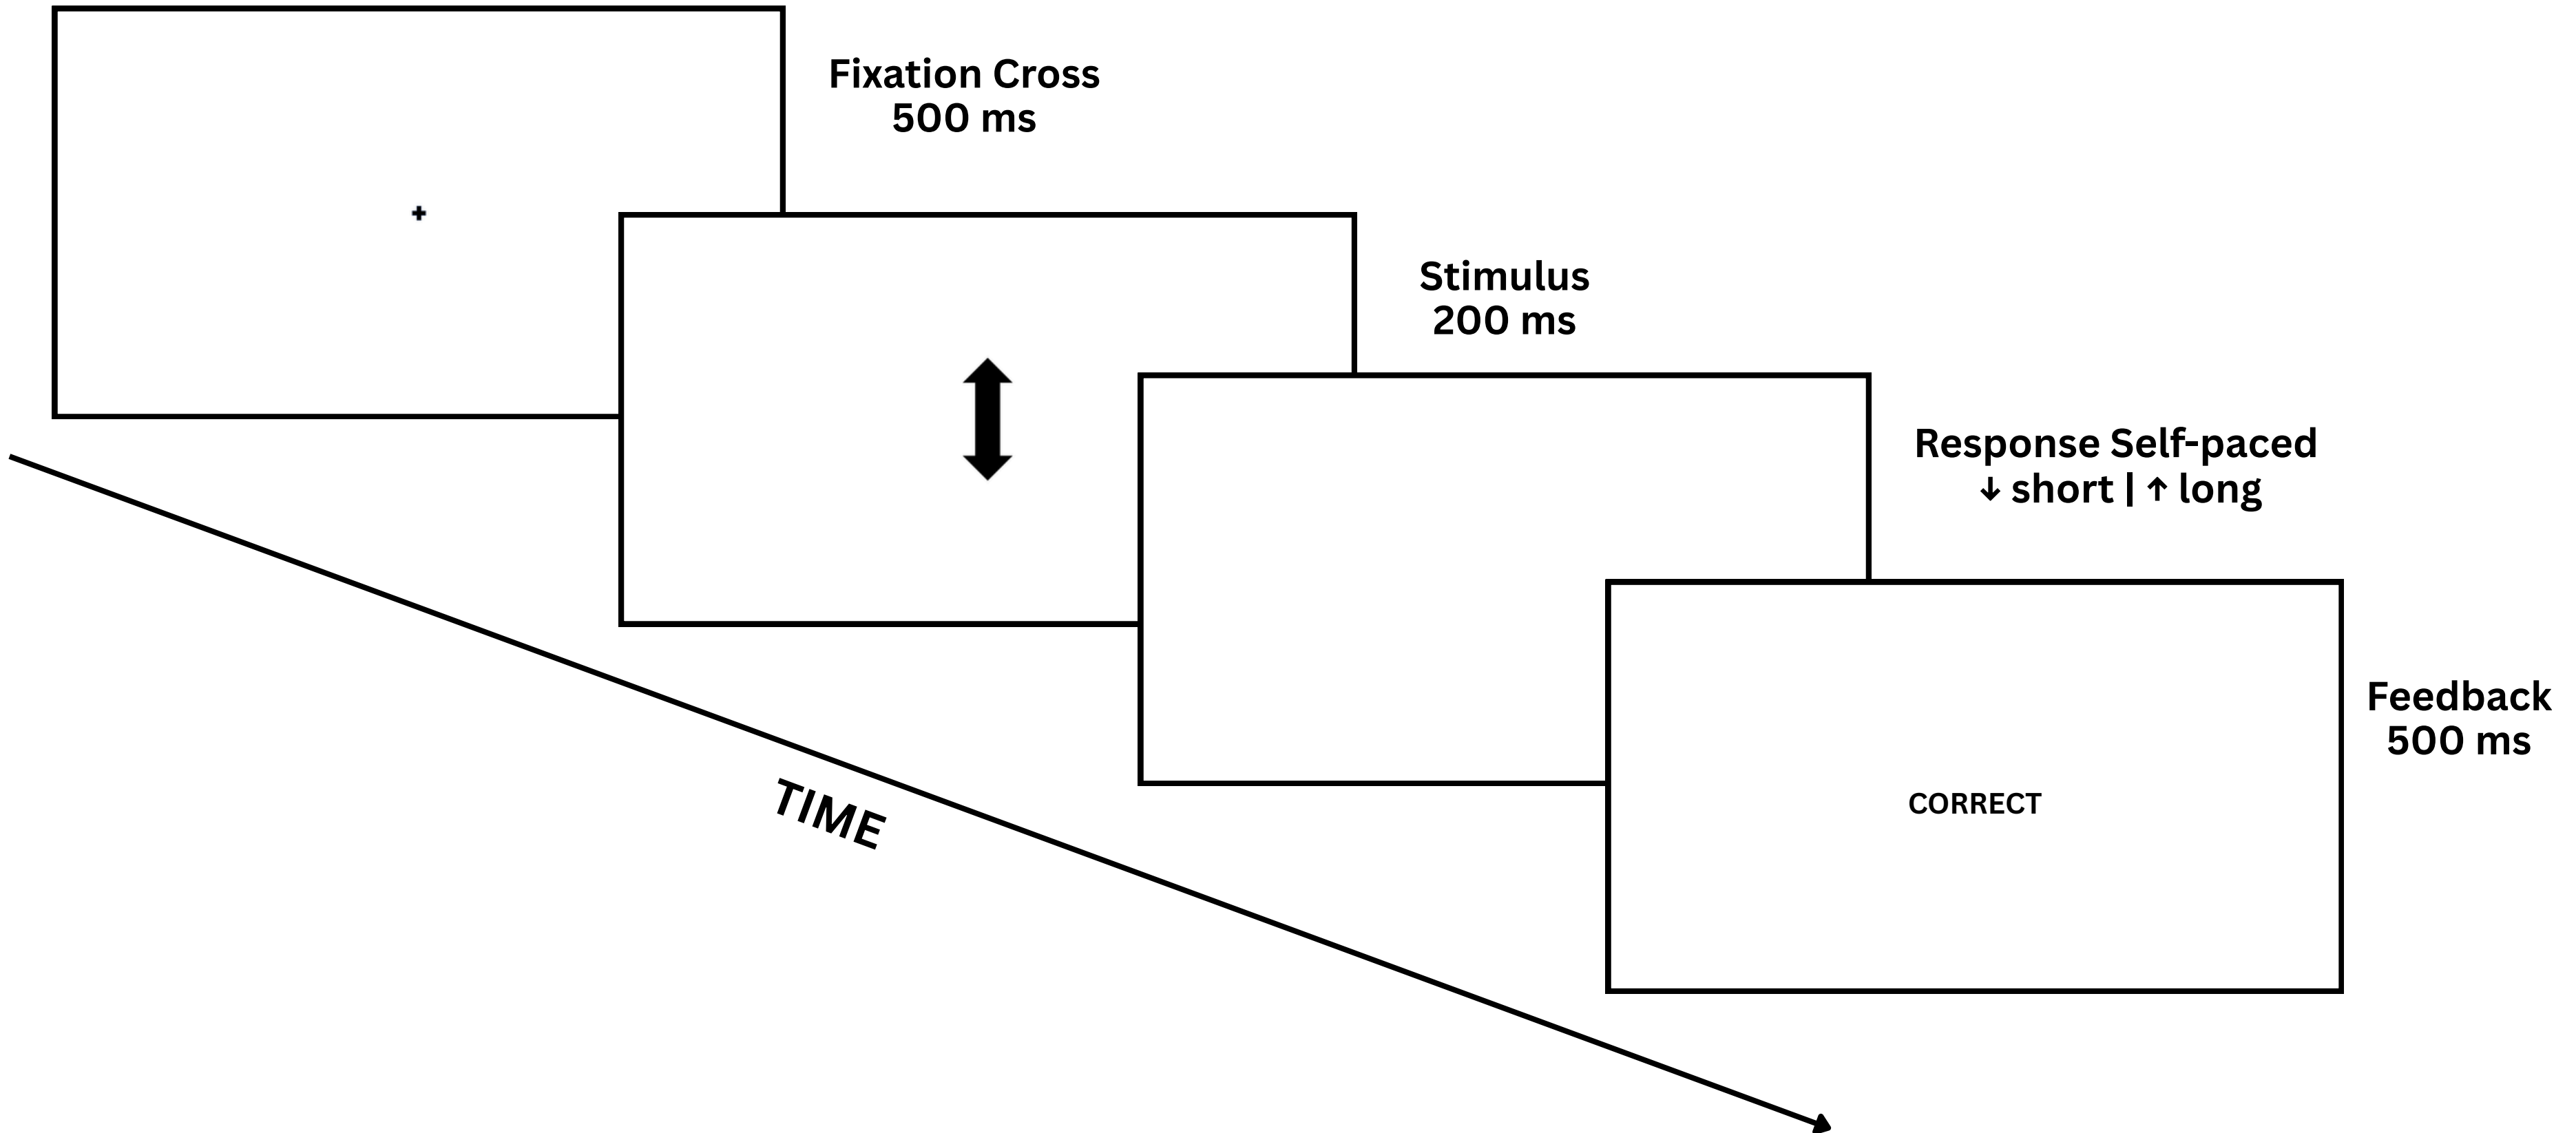 Fixation Cross
500 ms
Stimulus
200 ms
Response Self-paced
↓ short | ↑ long
Feedback
500 ms
CORRECT
TIME